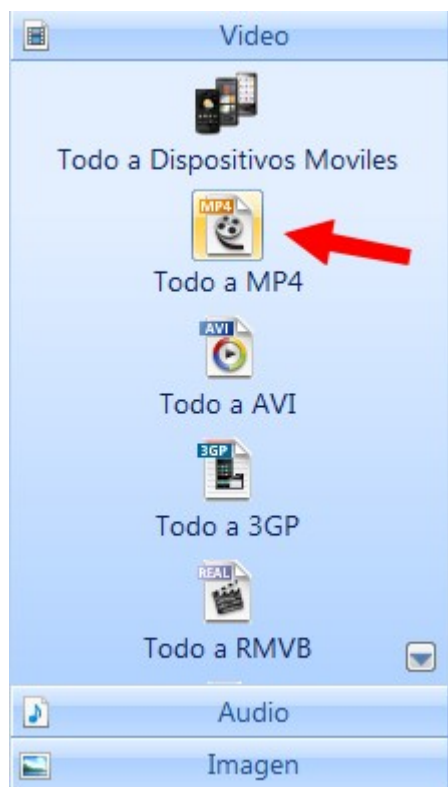 Video
Todo a Dispositivos Moviles
MP4
Todo a MP4
AVI
Todo a AVI
3GP
Todo a 3GP
REAL
Todo a RMVB
Audio
Imagen